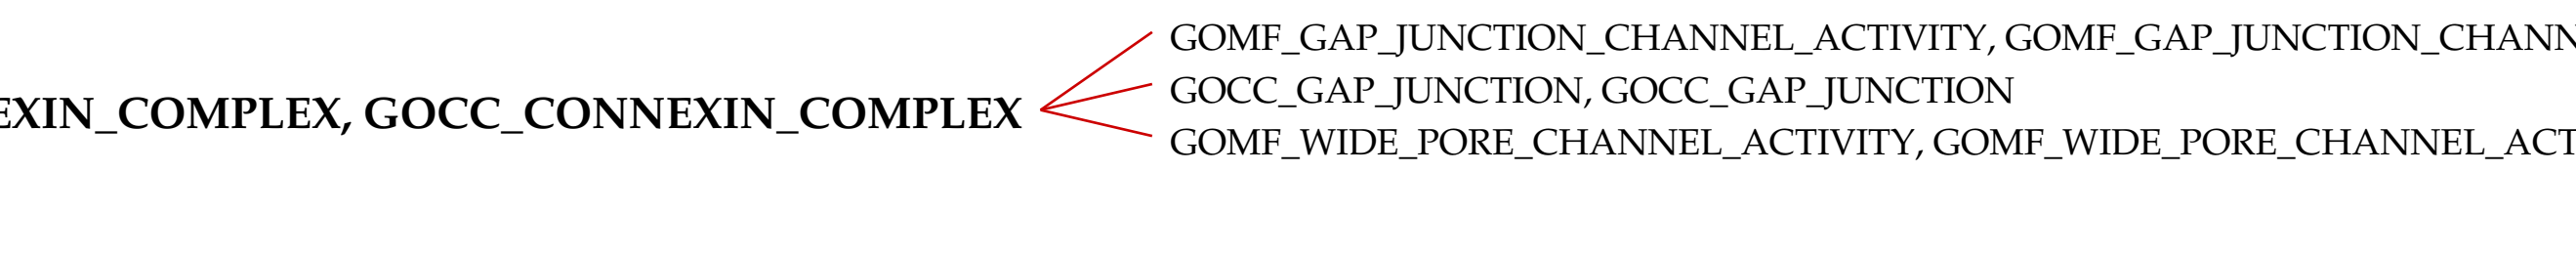 GOMF_GAP_JUNCTION_CHANNEL_ACTIVITY, GOMF_GAP_JUNCTION_CHANN
GOCC_GAP_JUNCTION, GOCC_GAP_JUNCTION
EXIN_COMPLEX, GOCC_CONNEXIN_COMPLEX
GOMF_WIDE_PORE_CHANNEL_ACTIVITY, GOMF_WIDE_PORE_CHANNEL_ACT